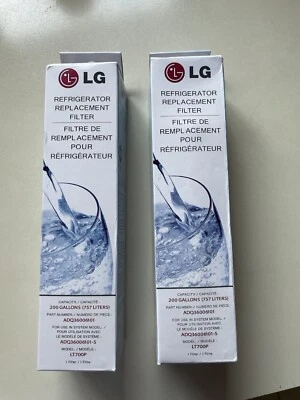 LG
REFRIGERATOR
REPLACEMENT
FILTER
FILTRE DE
REMPLACEMENT
POUR
RÉFRIGÉRATEUR
CAPACITY / CAPACITÉ:
200 GALLONS (757 LITERS)
PART NUMBER / NUMÉRO DE PIÈCE:
ADQ36006101
FOR USE IN SYSTEM MODEL: /
POUR UTILISATION AVEC
LE MODÈLE DE SYSTÈME:
ADQ36006101-S
MODEL: / MODÈLE:
LT700P
1 Filter / 1 Filtre
LG
REFRIGERATOR
REPLACEMENT
FILTER
FILTRE DE
REMPLACEMENT
POUR
RÉFRIGÉRATEUR
CAPACITY / CAPACITÉ:
200 GALLONS (757 LITERS)
PART NUMBER / NUMÉRO DE PIÈCE:
ADQ36006101
FOR USE IN SYSTEM MODEL: /
POUR UTILISATION AVEC
LE MODÈLE DE SYSTÈME:
ADQ36006101-S
MODEL: / MODÈLE:
LT700P
1 Filter / 1 Filtre